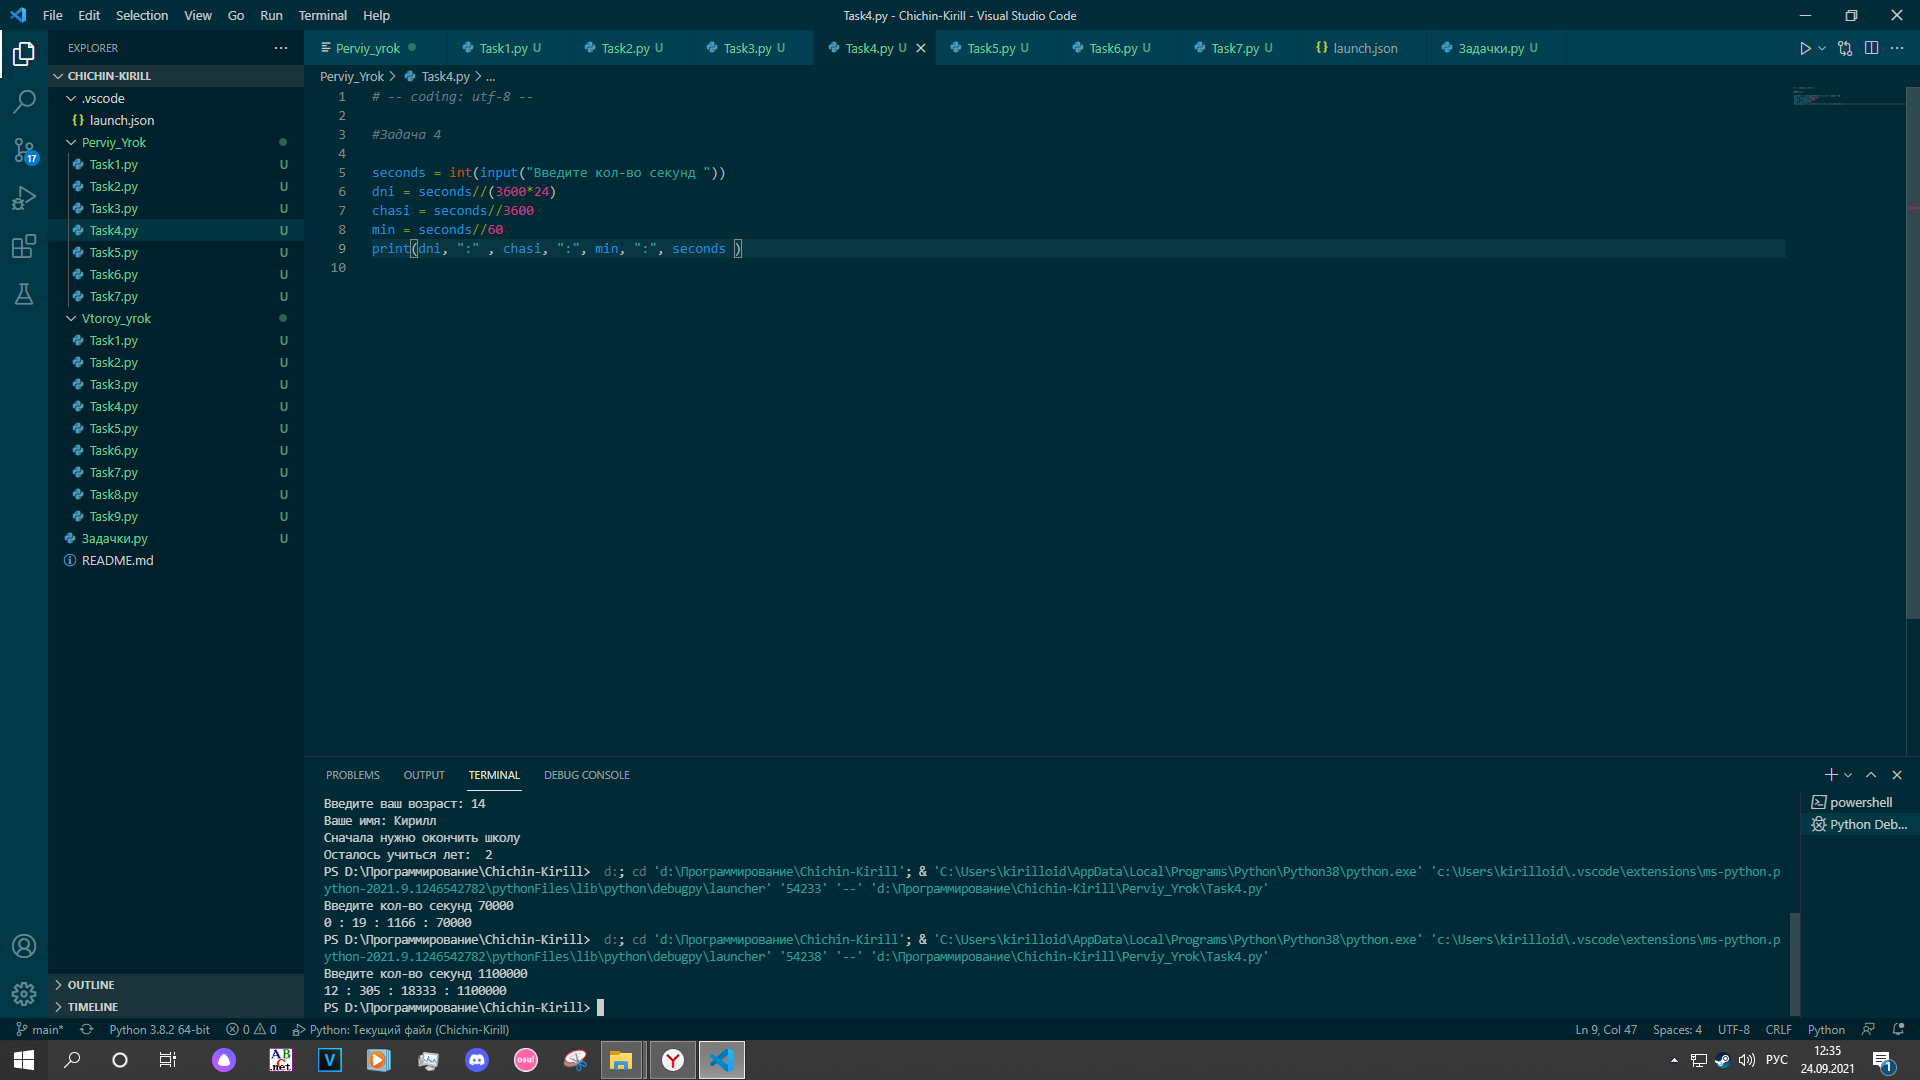 File Edit Selection View Go Run Terminal Help
Task4.py - Chichin-Kirill - Visual Studio Code
EXPLORER
CHICHIN-KIRILL
.vscode
launch.json
Perviy_Yrok
Task1.py U
Task2.py U
Task3.py U
Task4.py U
Task5.py U
Task6.py U
Task7.py U
Vtoroy_yrok
Task1.py U
Task2.py U
Task3.py U
Task4.py U
Task5.py U
Task6.py U
Task7.py U
Task8.py U
Task9.py U
Задачки.py U
README.md
OUTLINE
TIMELINE
17
Perviy_yrok Task1.py U Task2.py U Task3.py U Task4.py U Task5.py U Task6.py U Task7.py U launch.json Задачки.py U
Perviy_Yrok > Task4.py > ...
1 # -- coding: utf-8 --
2
3 #Задача 4
4
5 seconds = int(input("Введите кол-во секунд "))
6 dni = seconds//(3600*24)
7 chasi = seconds//3600
8 min = seconds//60
9 print(dni, ":" , chasi, ":", min, ":", seconds )
10
PROBLEMS OUTPUT TERMINAL DEBUG CONSOLE
powershell
Python Deb...
Введите ваш возраст: 14
Ваше имя: Кирилл
Сначала нужно окончить школу
Осталось учиться лет:  2
PS D:\Программирование\Chichin-Kirill>  d:; cd 'd:\Программирование\Chichin-Kirill'; & 'C:\Users\kirilloid\AppData\Local\Programs\Python\Python38\python.exe' 'c:\Users\kirilloid\.vscode\extensions\ms-python.p
ython-2021.9.1246542782\pythonFiles\lib\python\debugpy\launcher' '54233' '--' 'd:\Программирование\Chichin-Kirill\Perviy_Yrok\Task4.py'
Введите кол-во секунд 70000
0 : 19 : 1166 : 70000
PS D:\Программирование\Chichin-Kirill>  d:; cd 'd:\Программирование\Chichin-Kirill'; & 'C:\Users\kirilloid\AppData\Local\Programs\Python\Python38\python.exe' 'c:\Users\kirilloid\.vscode\extensions\ms-python.p
ython-2021.9.1246542782\pythonFiles\lib\python\debugpy\launcher' '54238' '--' 'd:\Программирование\Chichin-Kirill\Perviy_Yrok\Task4.py'
Введите кол-во секунд 1100000
12 : 305 : 18333 : 1100000
PS D:\Программирование\Chichin-Kirill>
main* Python 3.8.2 64-bit 0 0 Python: Текущий файл (Chichin-Kirill) Ln 9, Col 47 Spaces: 4 UTF-8 CRLF Python
ABC .net V osu! Y РУС 12:35
24.09.2021
1